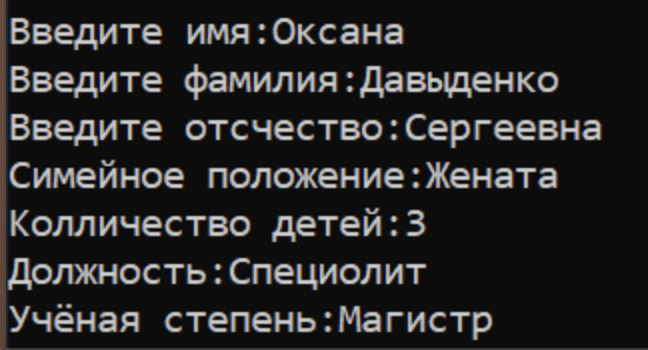 Введите имя:Оксана
Введите фамилия:Давыденко
Введите отсчество:Сергеевна
Симейное положение:Жената
Колличество детей:3
Должность:Специолит
Учёная степень:Магистр